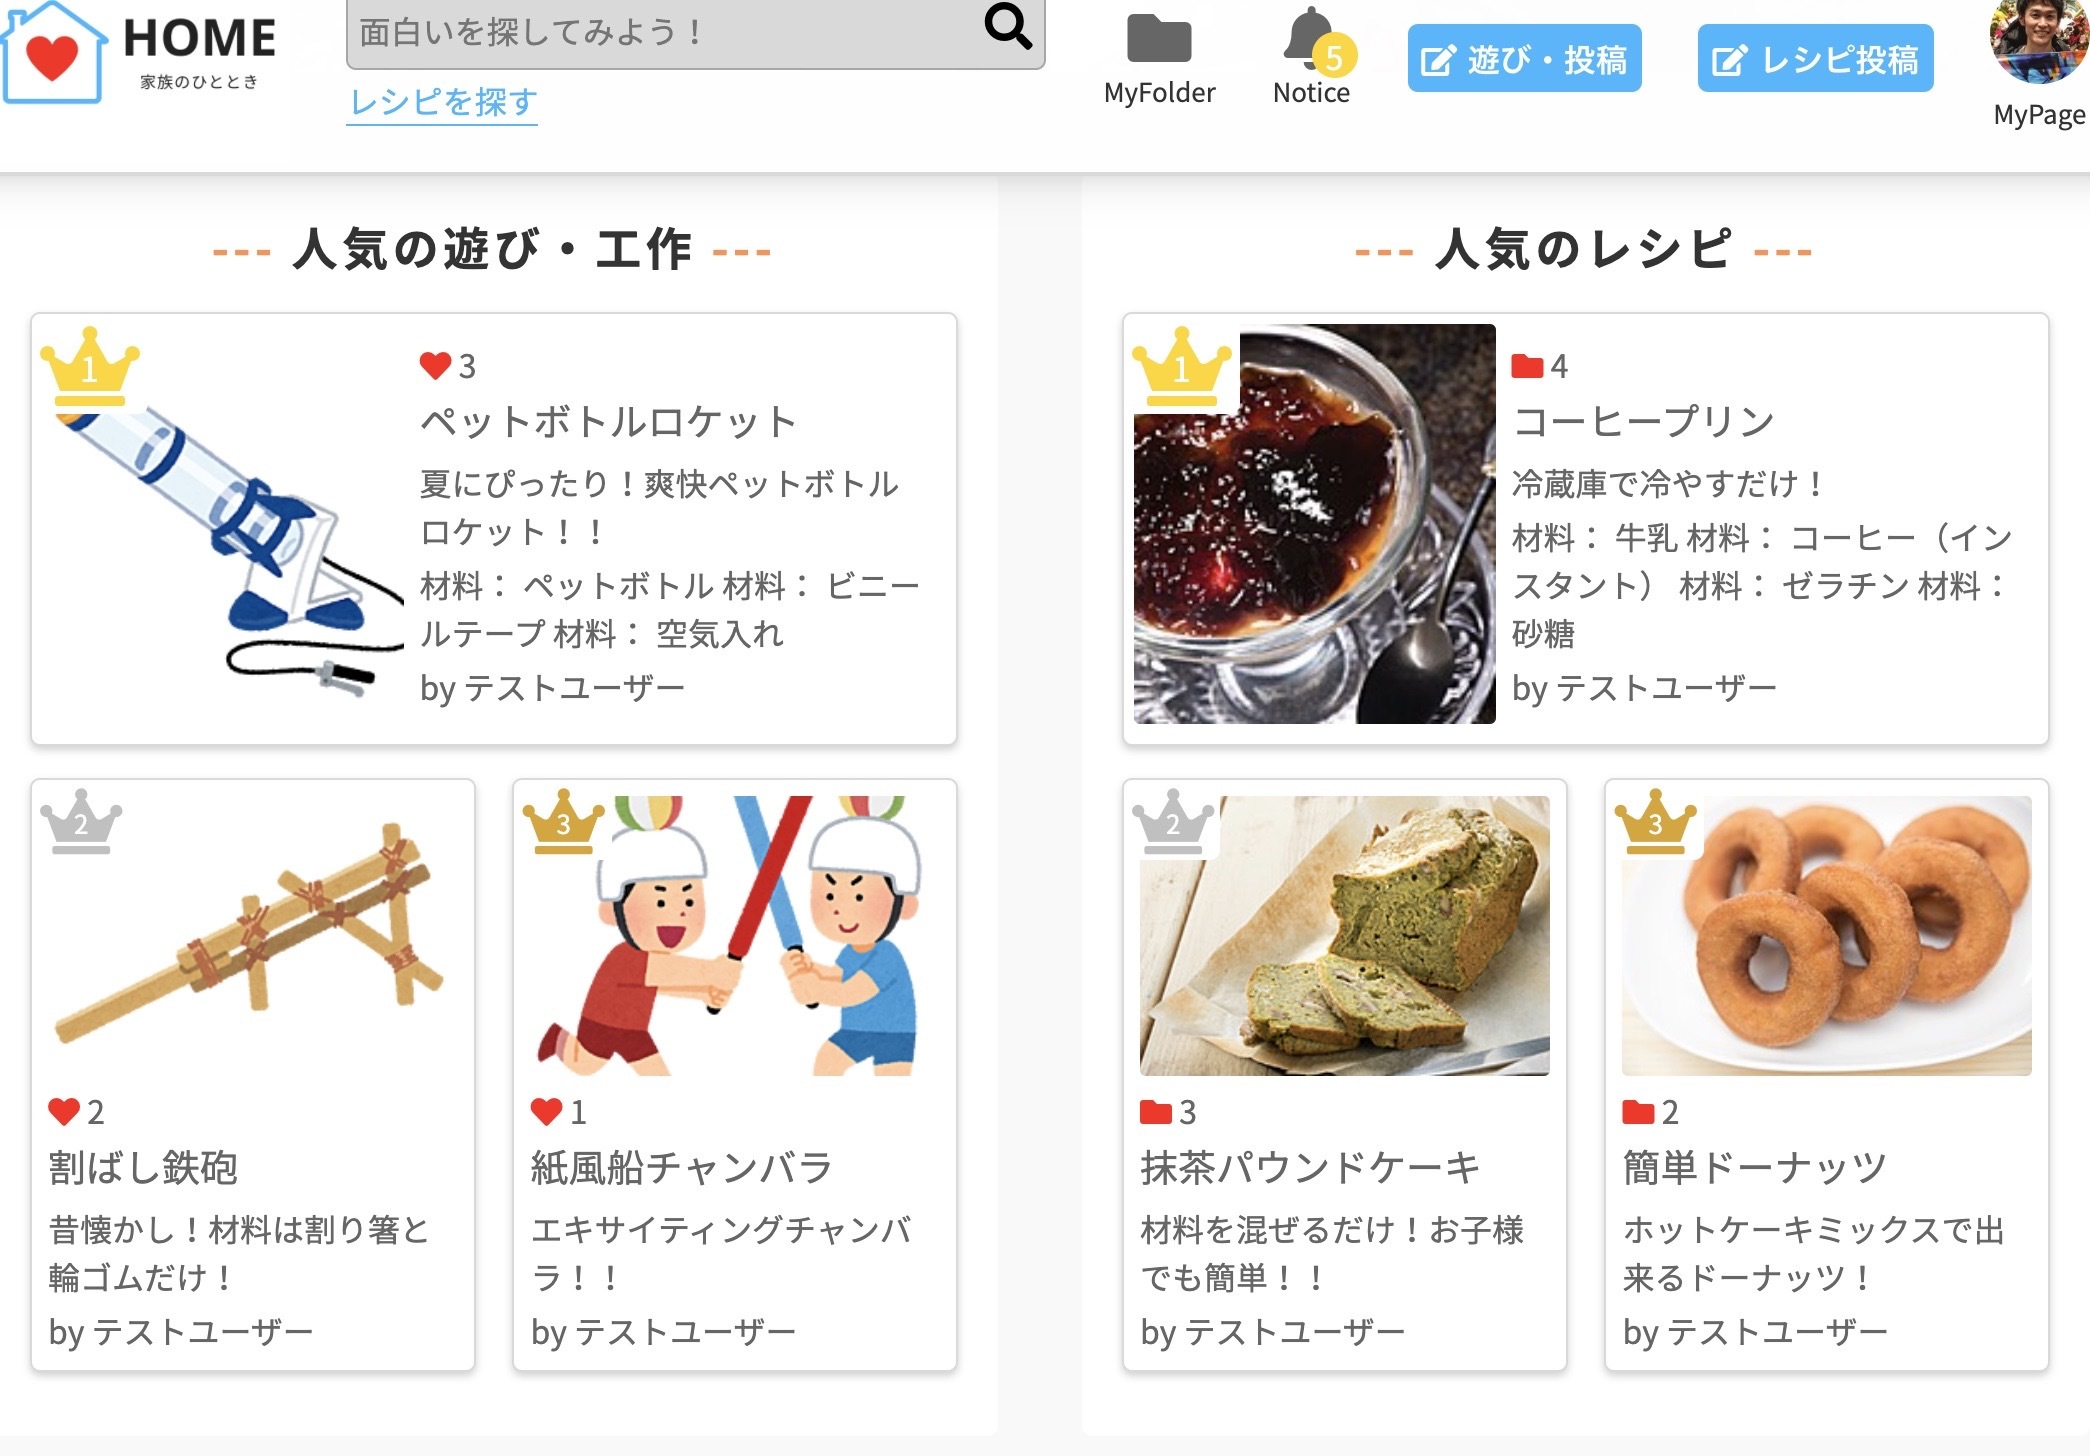 HOME
家族のひととき
面白いを探してみよう！
レシピを探す
MyFolder
5
Notice
遊び・投稿
レシピ投稿
MyPage
--- 人気の遊び・工作 ---
1
3
ペットボトルロケット
夏にぴったり！爽快ペットボトル
ロケット！！
材料： ペットボトル 材料： ビニー
ルテープ 材料： 空気入れ
by テストユーザー
2
2
割ばし鉄砲
昔懐かし！材料は割り箸と
輪ゴムだけ！
by テストユーザー
3
1
紙風船チャンバラ
エキサイティングチャンバ
ラ！！
by テストユーザー
--- 人気のレシピ ---
1
4
コーヒープリン
冷蔵庫で冷やすだけ！
材料： 牛乳 材料： コーヒー（イン
スタント） 材料： ゼラチン 材料：
砂糖
by テストユーザー
2
3
抹茶パウンドケーキ
材料を混ぜるだけ！お子様
でも簡単！！
by テストユーザー
3
2
簡単ドーナッツ
ホットケーキミックスで出
来るドーナッツ！
by テストユーザー